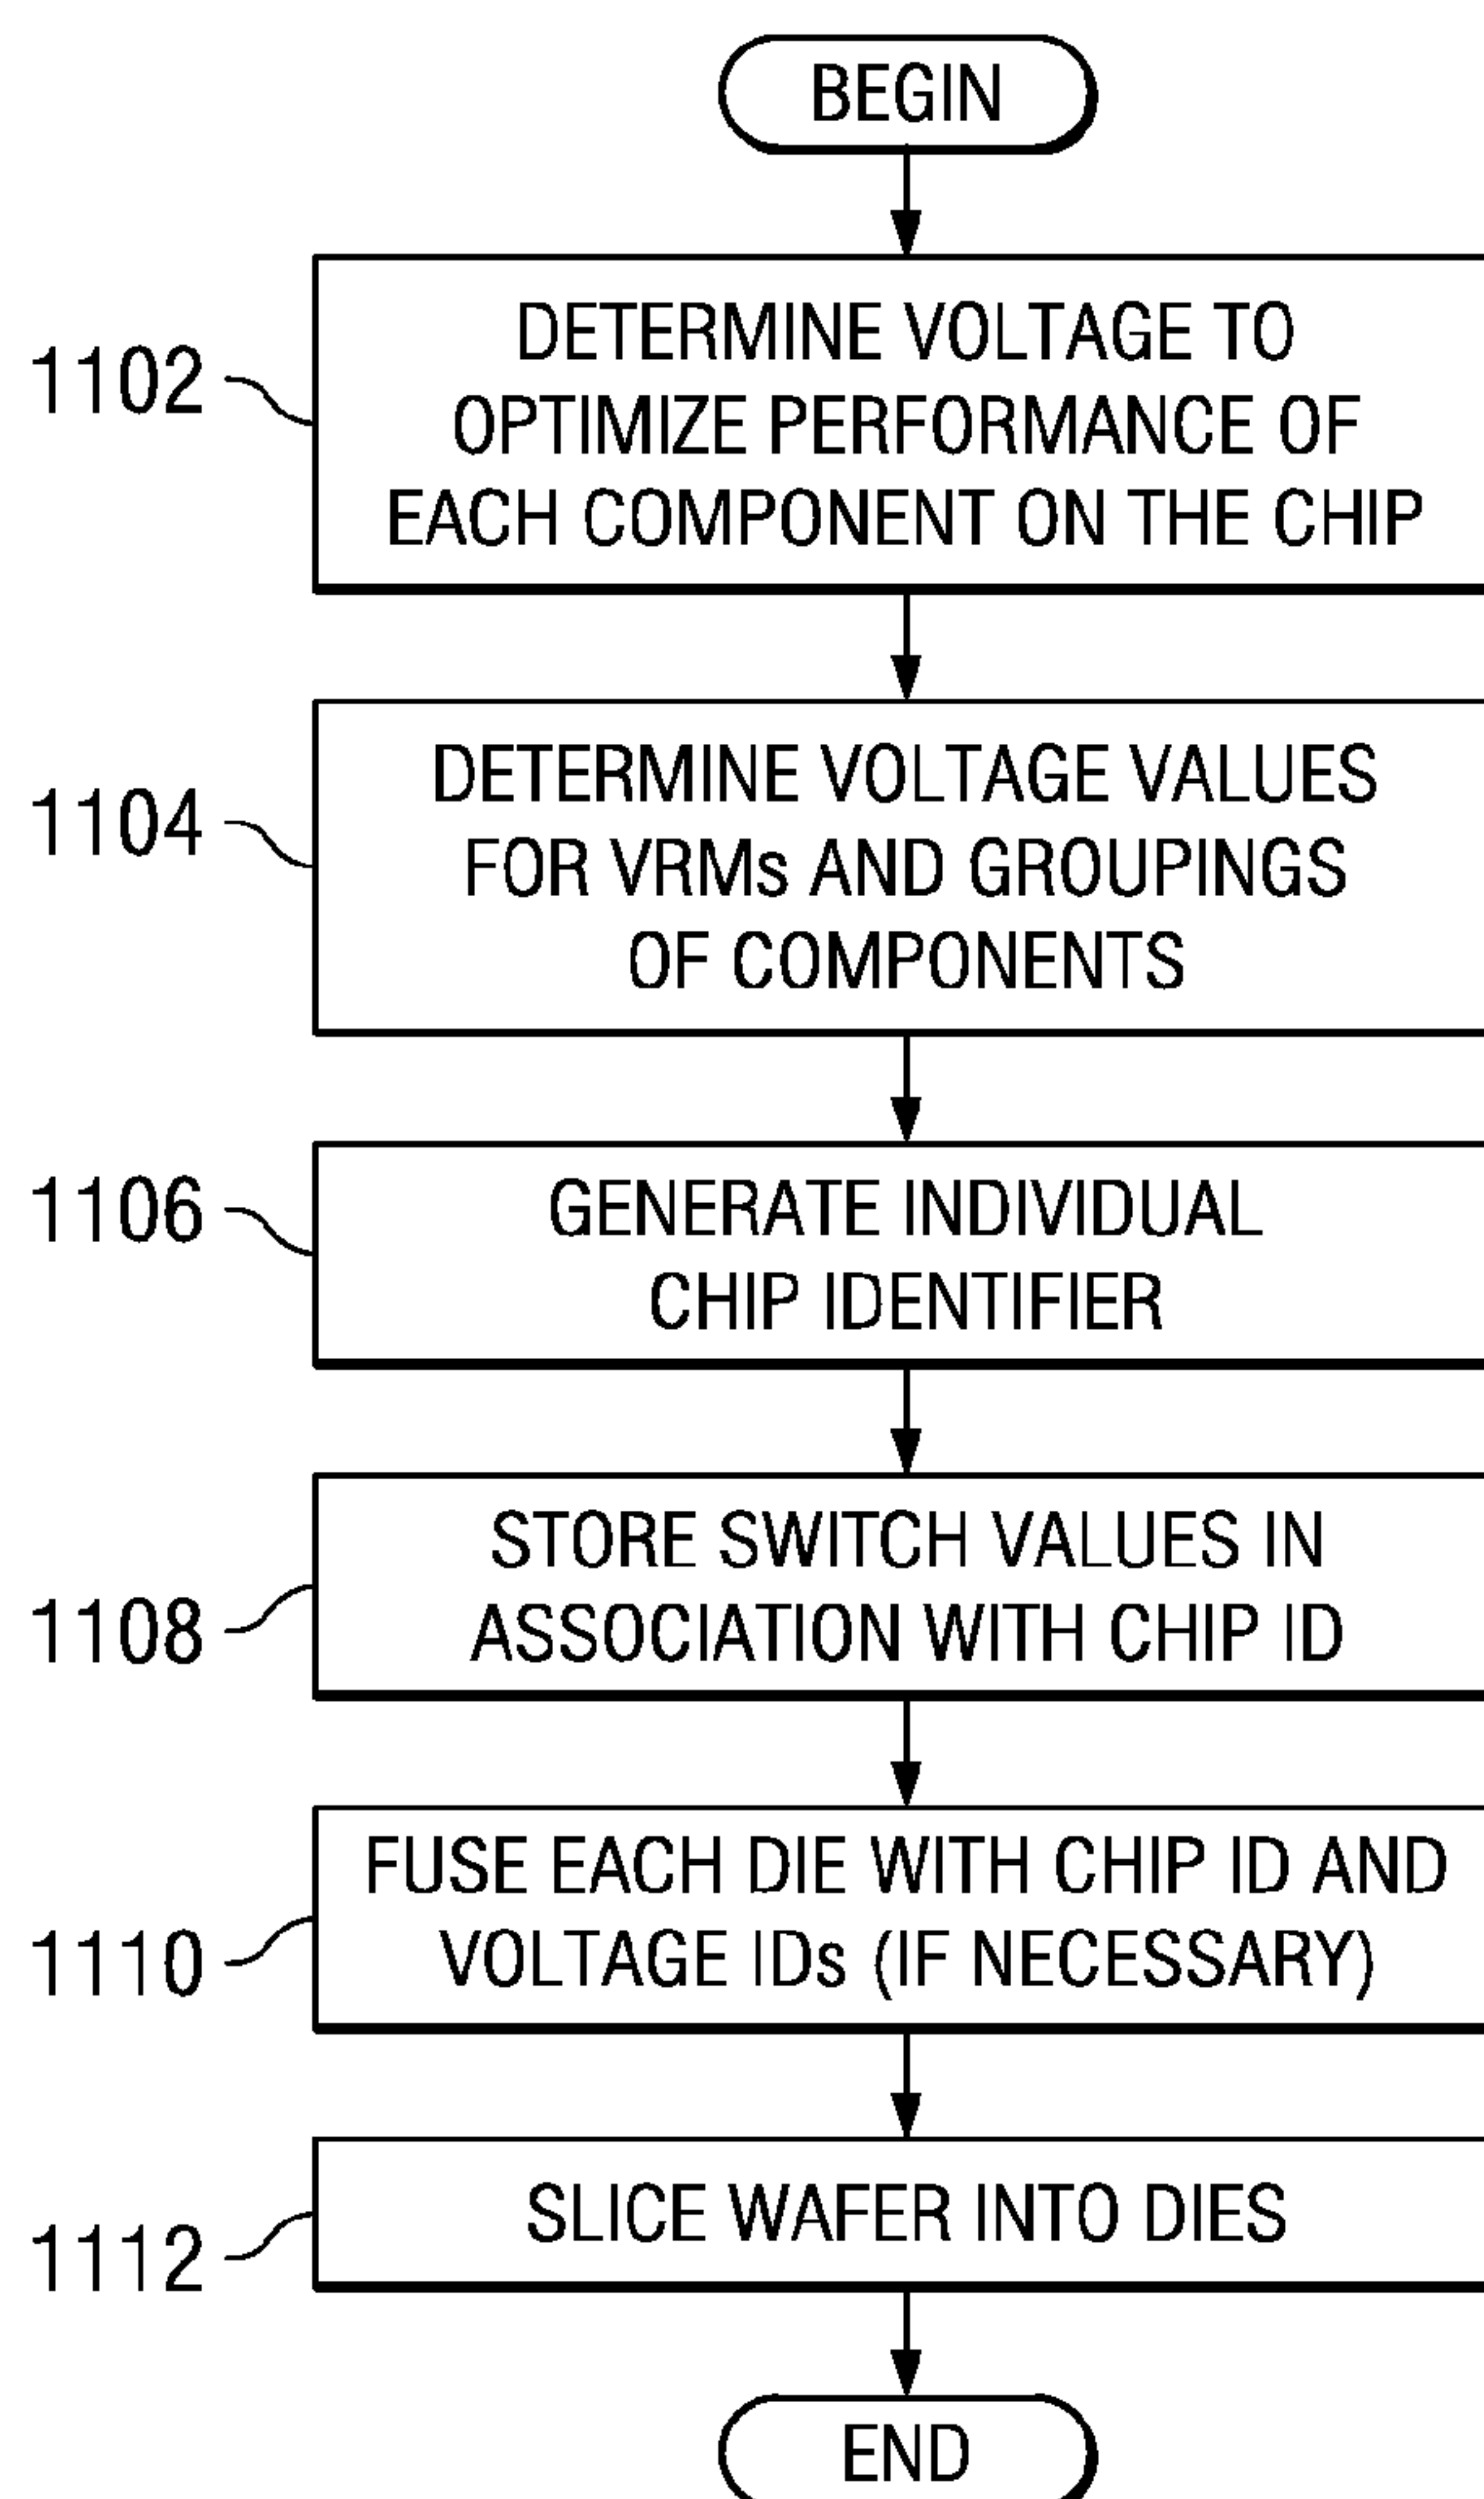 BEGIN
1102
DETERMINE VOLTAGE TO
OPTIMIZE PERFORMANCE OF
EACH COMPONENT ON THE CHIP
1104
DETERMINE VOLTAGE VALUES
FOR VRMs AND GROUPINGS
OF COMPONENTS
1106
GENERATE INDIVIDUAL
CHIP IDENTIFIER
1108
STORE SWITCH VALUES IN
ASSOCIATION WITH CHIP ID
1110
FUSE EACH DIE WITH CHIP ID AND
VOLTAGE IDs (IF NECESSARY)
1112
SLICE WAFER INTO DIES
END